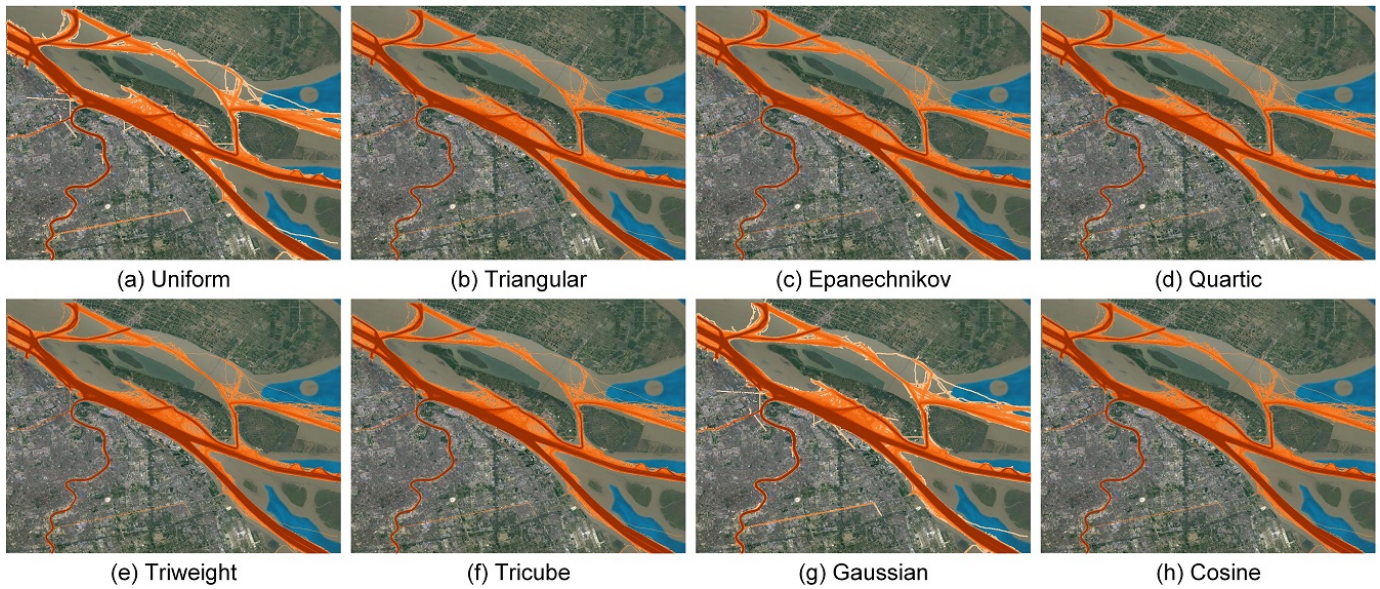 (a) Uniform
(b) Triangular
(c) Epanechnikov
(d) Quartic
(e) Triweight
(f) Tricube
(g) Gaussian
(h) Cosine